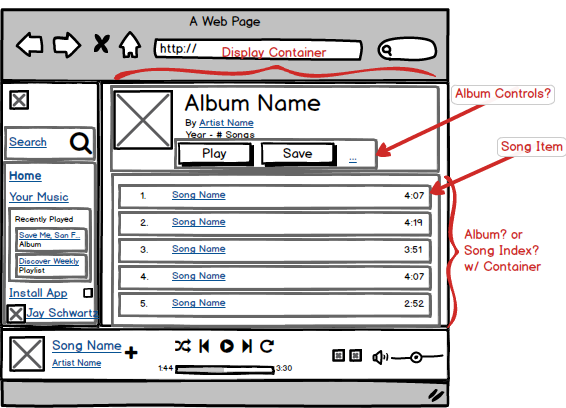 A Web Page
http://
Display Container
Album Name
By Artist Name
Year - # Songs
Play
Save
...
Album Controls?
Song Item
Search
Home
Your Music
Recently Played
Save Me, San F...
Album
Discover Weekly
Playlist
Install App
Jay Schwartz
1. Song Name 4:07
2. Song Name 4:19
3. Song Name 3:51
4. Song Name 4:07
5. Song Name 2:52
Album? or
Song Index?
w/ Container
Song Name
Artist Name
1:44
3:30